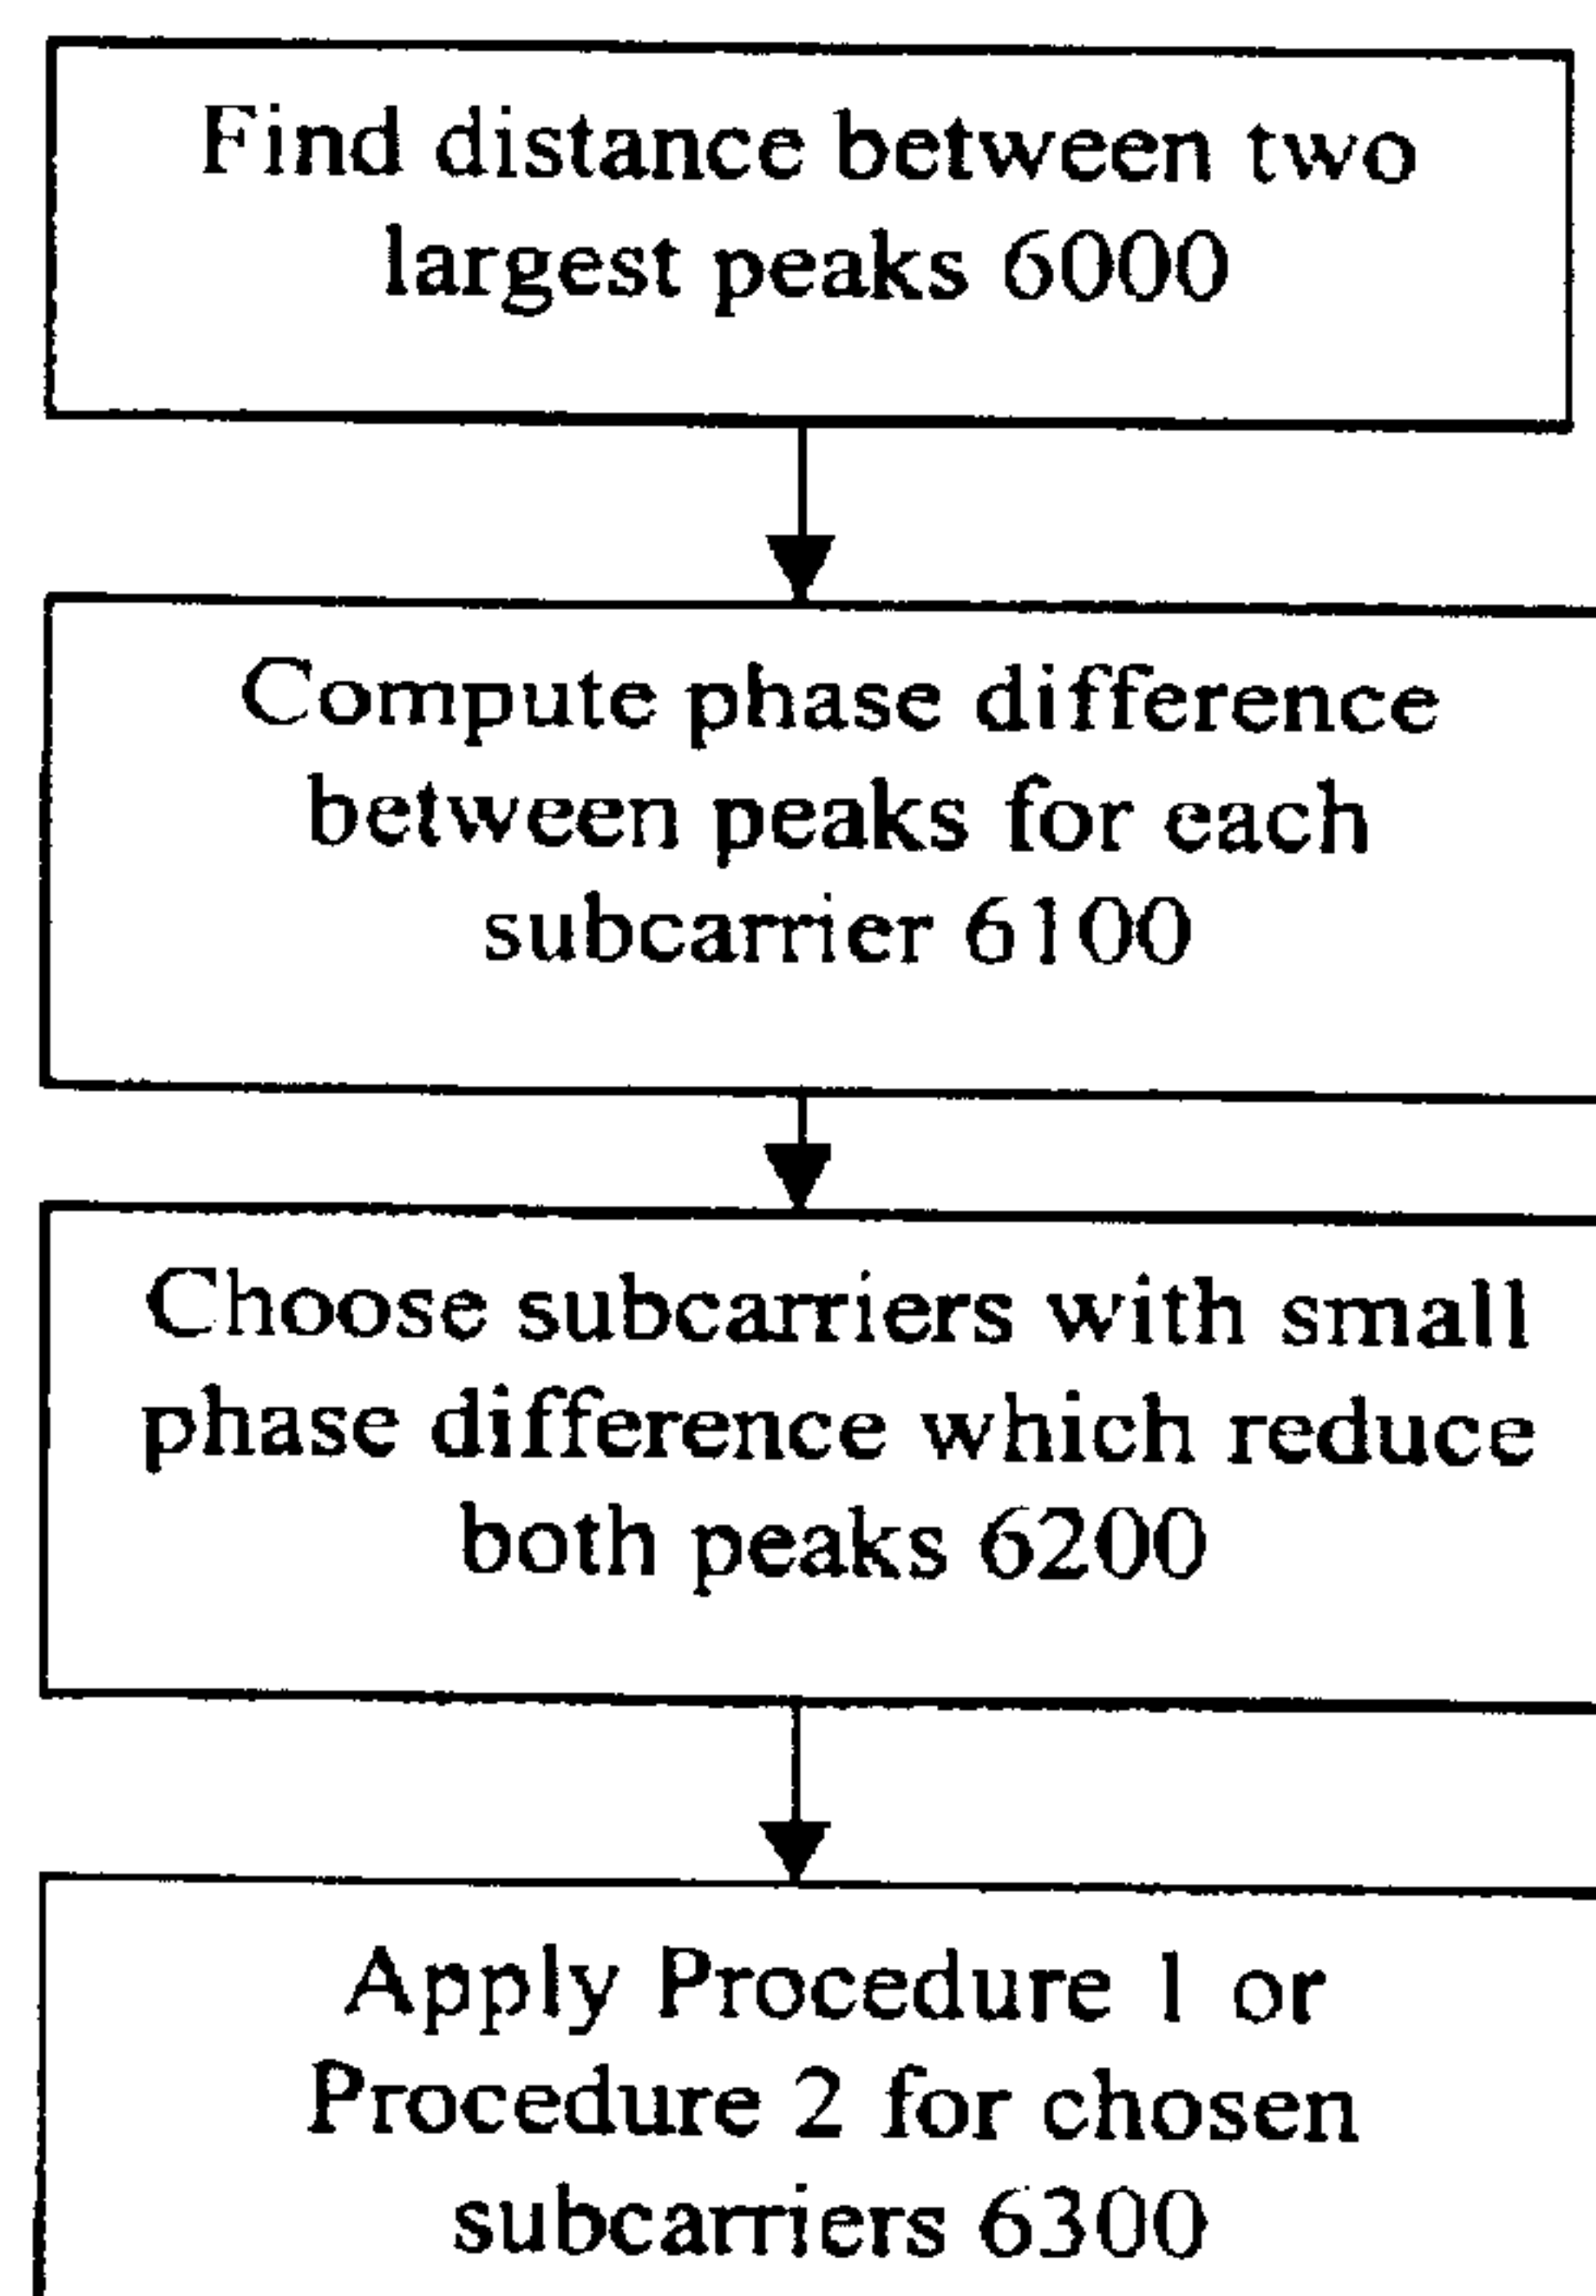 Find distance between two
largest peaks 6000
Compute phase difference
between peaks for each
subcarrier 6100
Choose subcarriers with small
phase difference which reduce
both peaks 6200
Apply Procedure 1 or
Procedure 2 for chosen
subcarriers 6300